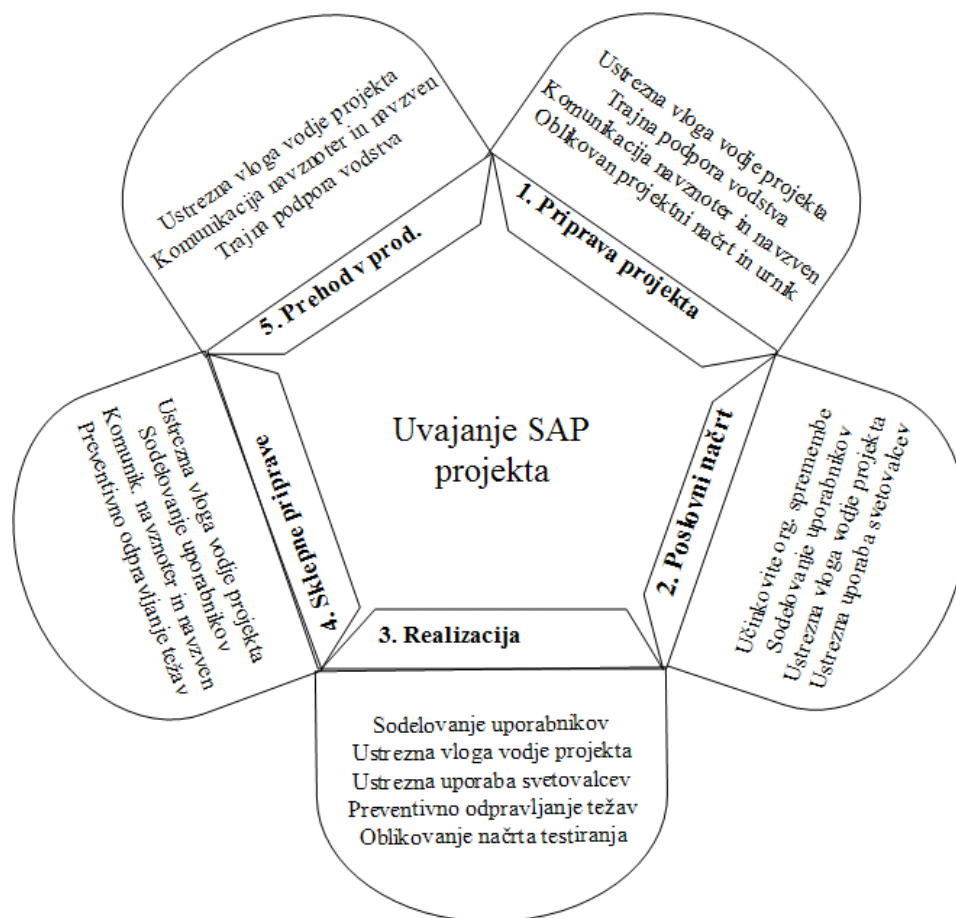 Uvajanje SAP
projekta
1. Priprava projekta
Ustrezna vloga vodje projekta
Trajna podpora vodstva
Komunikacija navznoter in navzven
Oblikovan projektni načrt in urnik
2. Poslovni načrt
Učinkovite org. spremembe
Sodelovanje uporabnikov
Ustrezna vloga vodje projekta
Ustrezna uporaba svetovalcev
3. Realizacija
Sodelovanje uporabnikov
Ustrezna vloga vodje projekta
Ustrezna uporaba svetovalcev
Preventivno odpravljanje težav
Oblikovanje načrta testiranja
4. Sklepne priprave
Ustrezna vloga vodje projekta
Sodelovanje uporabnikov
Komunik. navznoter in navzven
Preventivno odpravljanje težav
5. Prehod v prod.
Ustrezna vloga vodje projekta
Komunikacija navznoter in navzven
Trajna podpora vodstva